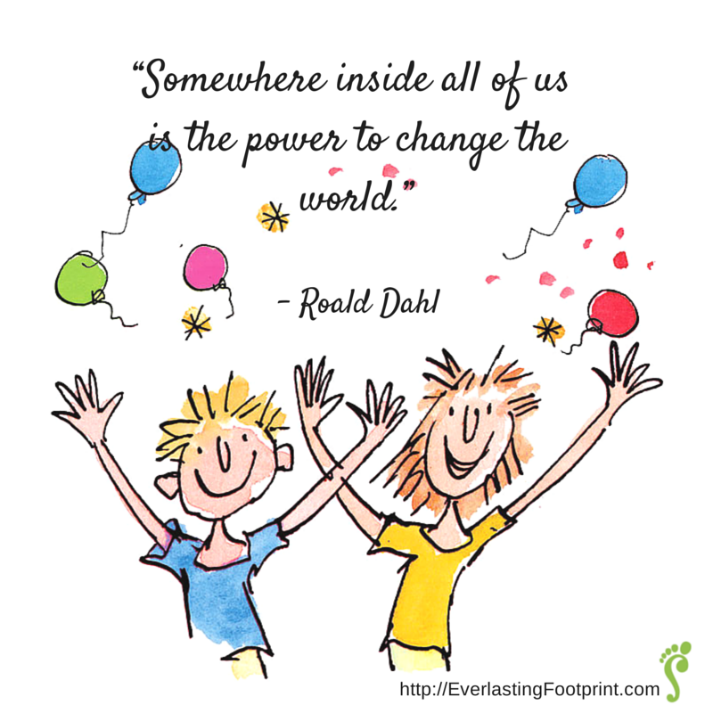 “Somewhere inside all of us
is the power to change the
world.”
- Roald Dahl
http://EverlastingFootprint.com